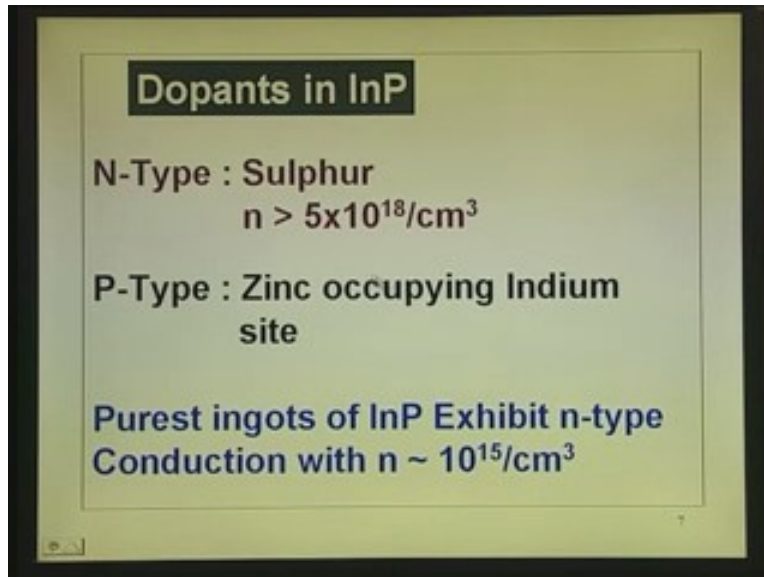 Dopants in InP
N-Type : Sulphur
n > 5x10¹⁸/cm³
P-Type : Zinc occupying Indium
site
Purest ingots of InP Exhibit n-type
Conduction with n ~ 10¹⁵/cm³
7